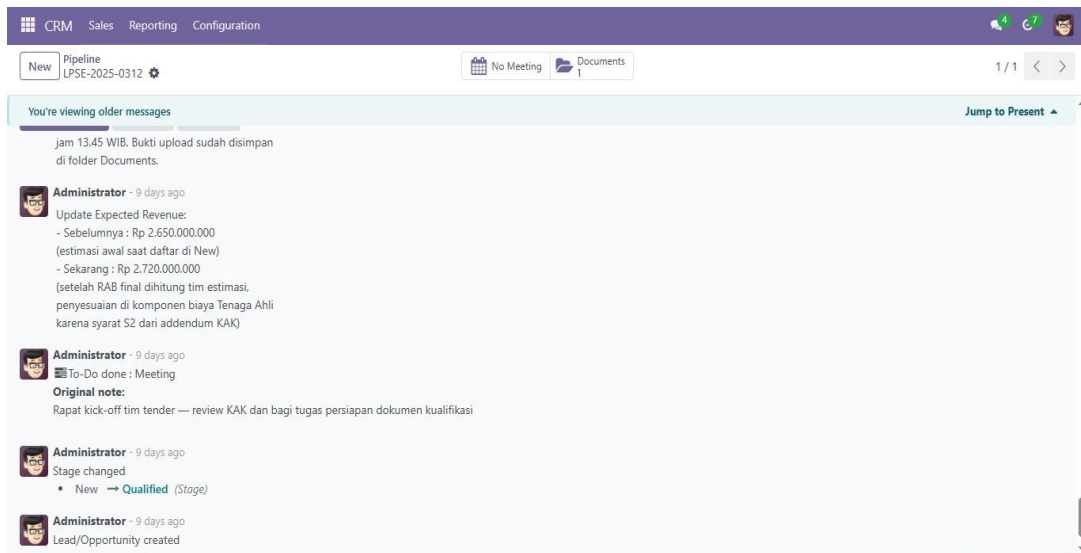 CRM Sales Reporting Configuration
4 7
New
Pipeline
LPSE-2025-0312
No Meeting
Documents
1
1 / 1
You're viewing older messages
Jump to Present
jam 13.45 WIB. Bukti upload sudah disimpan
di folder Documents.
Administrator - 9 days ago
Update Expected Revenue:
- Sebelumnya : Rp 2.650.000.000
(estimasi awal saat daftar di New)
- Sekarang : Rp 2.720.000.000
(setelah RAB final dihitung tim estimasi,
penyesuaian di komponen biaya Tenaga Ahli
karena syarat S2 dari addendum KAK)
Administrator - 9 days ago
To-Do done : Meeting
Original note:
Rapat kick-off tim tender — review KAK dan bagi tugas persiapan dokumen kualifikasi
Administrator - 9 days ago
Stage changed
• New → Qualified (Stage)
Administrator - 9 days ago
Lead/Opportunity created